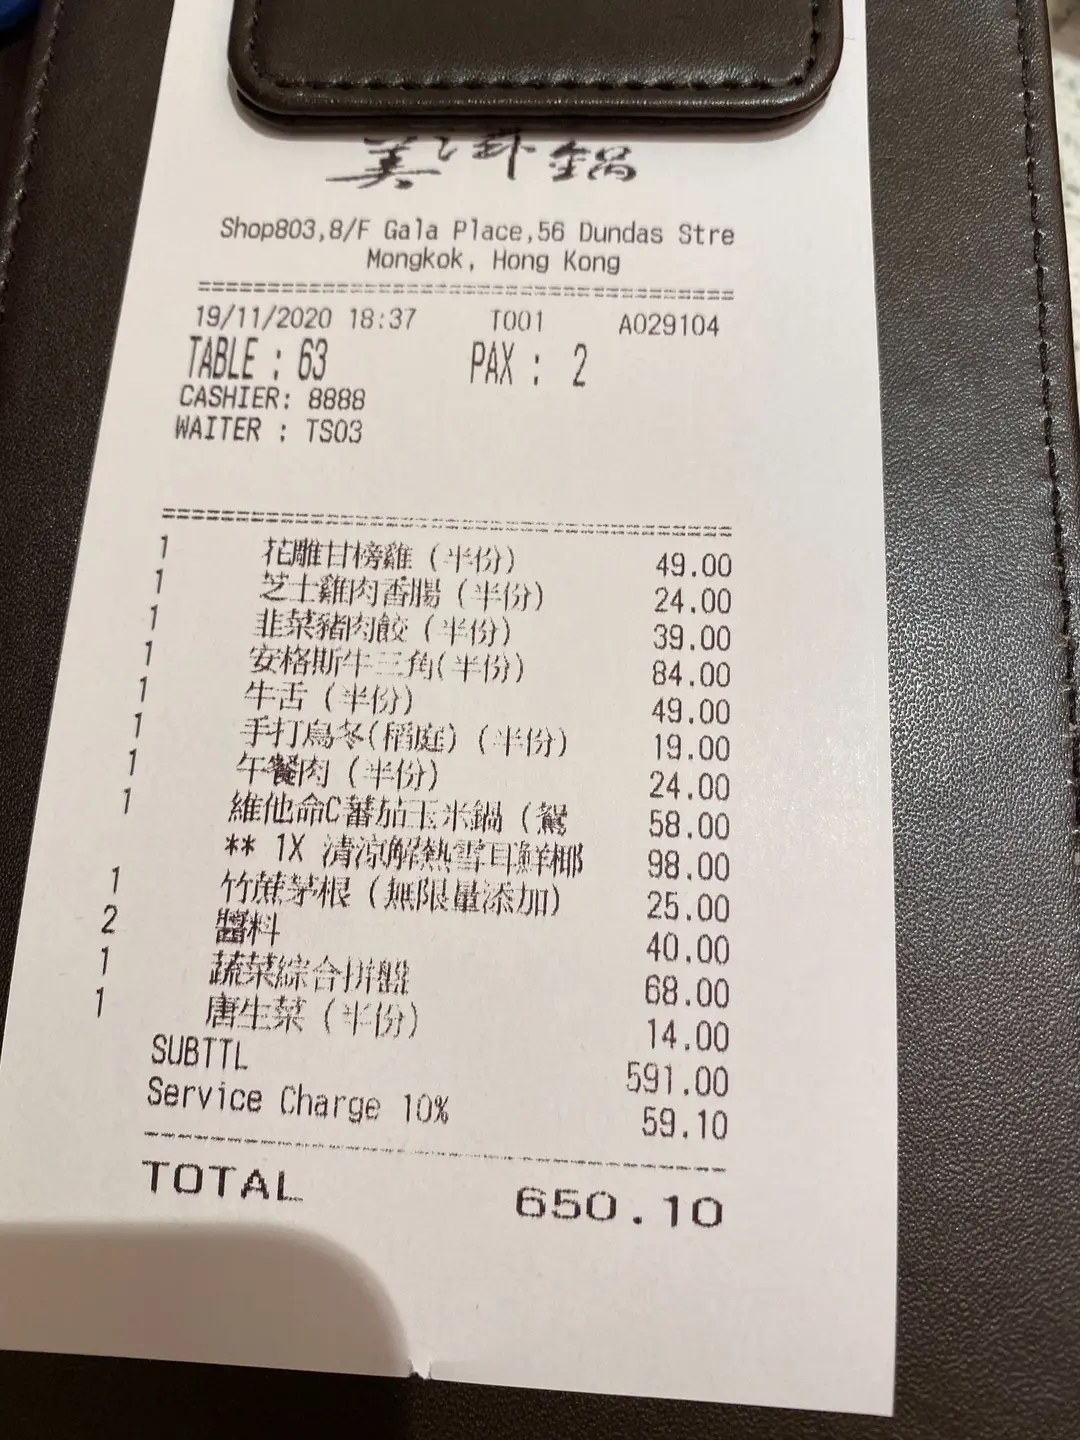 鍋
Shop803,8/F Gala Place,56 Dundas Stre
Mongkok, Hong Kong
19/11/2020 18:37 T001 A029104
TABLE : 63 PAX : 2
CASHIER: 8888
WAITER : TS03
1 花雕甘榜雞 (半份) 49.00
1 芝士雞肉香腸 (半份) 24.00
1 韭菜豬肉餃 (半份) 39.00
1 安格斯牛三角(半份) 84.00
1 牛舌 (半份) 49.00
1 手打烏冬(稻庭) (半份) 19.00
1 午餐肉 (半份) 24.00
1 維他命C蕃茄玉米鍋 (鴛 58.00
** 1X 清涼解熱雪耳鮮椰 98.00
1 竹蔗茅根 (無限量添加) 25.00
2 醬料 40.00
1 蔬菜綜合拼盤 68.00
1 唐生菜 (半份) 14.00
SUBTTL 591.00
Service Charge 10% 59.10
TOTAL 650.10